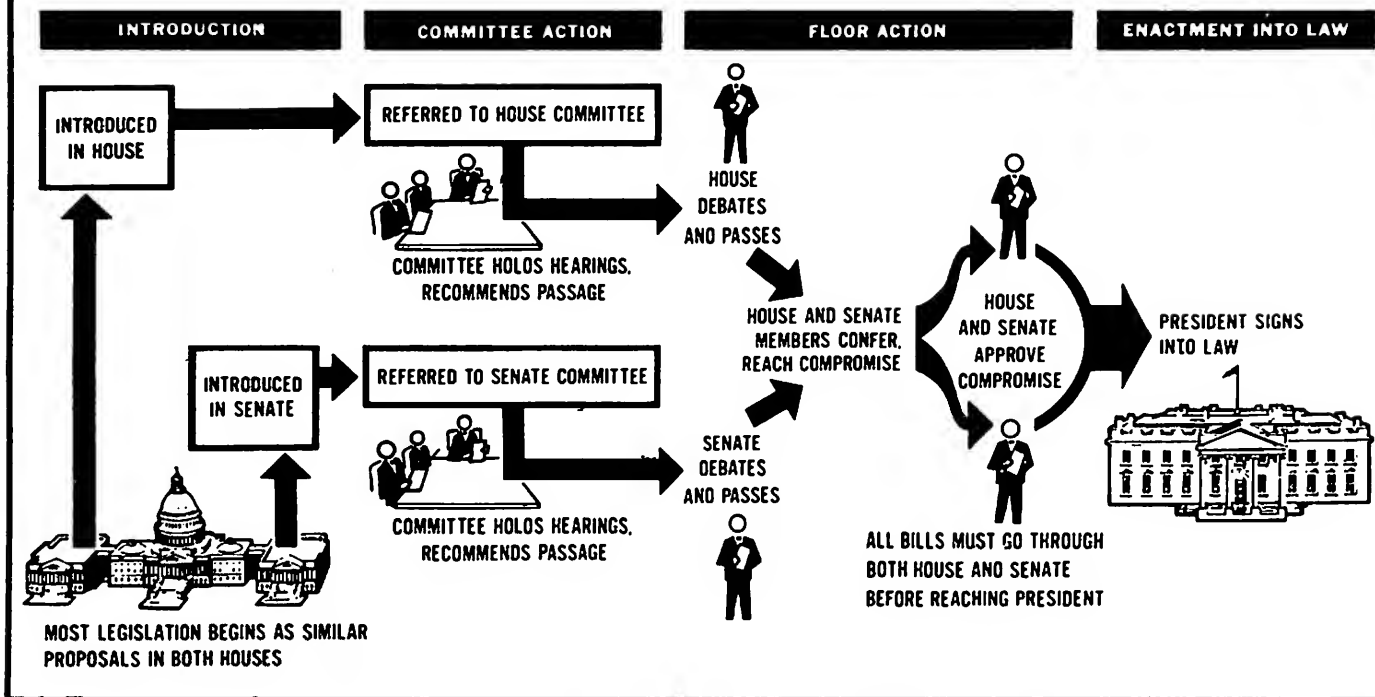 INTRODUCTION
COMMITTEE ACTION
FLOOR ACTION
ENACTMENT INTO LAW
INTRODUCED
IN HOUSE
REFERRED TO HOUSE COMMITTEE
COMMITTEE HOLDS HEARINGS,
RECOMMENDS PASSAGE
HOUSE
DEBATES
AND PASSES
INTRODUCED
IN SENATE
REFERRED TO SENATE COMMITTEE
COMMITTEE HOLDS HEARINGS,
RECOMMENDS PASSAGE
SENATE
DEBATES
AND PASSES
HOUSE AND SENATE
MEMBERS CONFER,
REACH COMPROMISE
HOUSE
AND SENATE
APPROVE
COMPROMISE
PRESIDENT SIGNS
INTO LAW
ALL BILLS MUST GO THROUGH
BOTH HOUSE AND SENATE
BEFORE REACHING PRESIDENT
MOST LEGISLATION BEGINS AS SIMILAR
PROPOSALS IN BOTH HOUSES